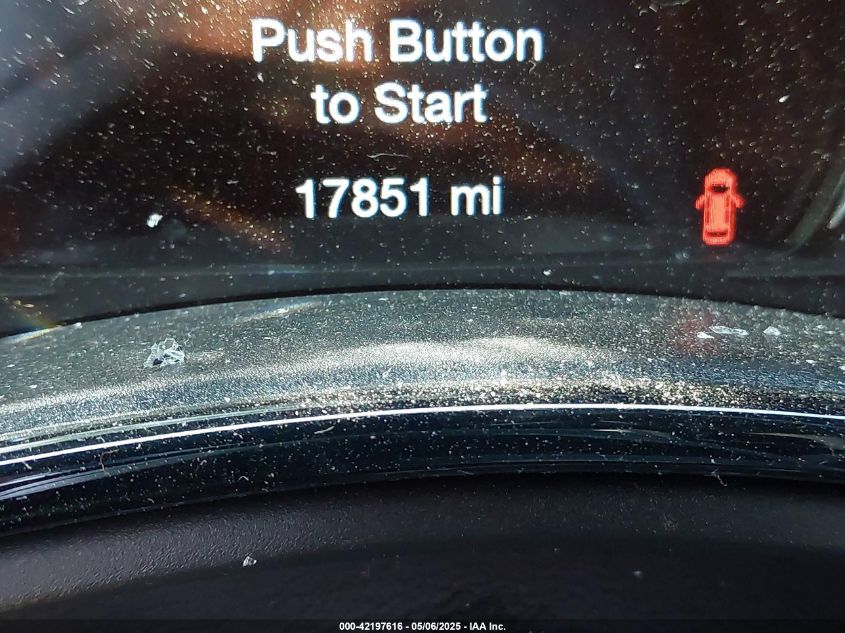 Push Button
to Start
17851 mi
000-42197616 - 05/06/2025 - IAA Inc.